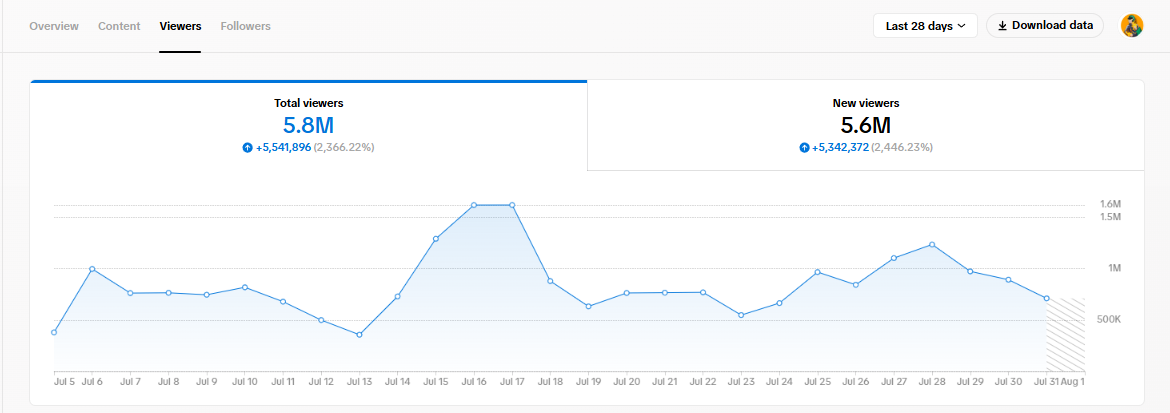 Overview Content Viewers Followers Last 28 days Download data
Total viewers
5.8M
+5,541,896 (2,366.22%)
New viewers
5.6M
+5,342,372 (2,446.23%)
1.6M
1.5M
1M
500K
Jul 5 Jul 6 Jul 7 Jul 8 Jul 9 Jul 10 Jul 11 Jul 12 Jul 13 Jul 14 Jul 15 Jul 16 Jul 17 Jul 18 Jul 19 Jul 20 Jul 21 Jul 22 Jul 23 Jul 24 Jul 25 Jul 26 Jul 27 Jul 28 Jul 29 Jul 30 Jul 31 Aug 1